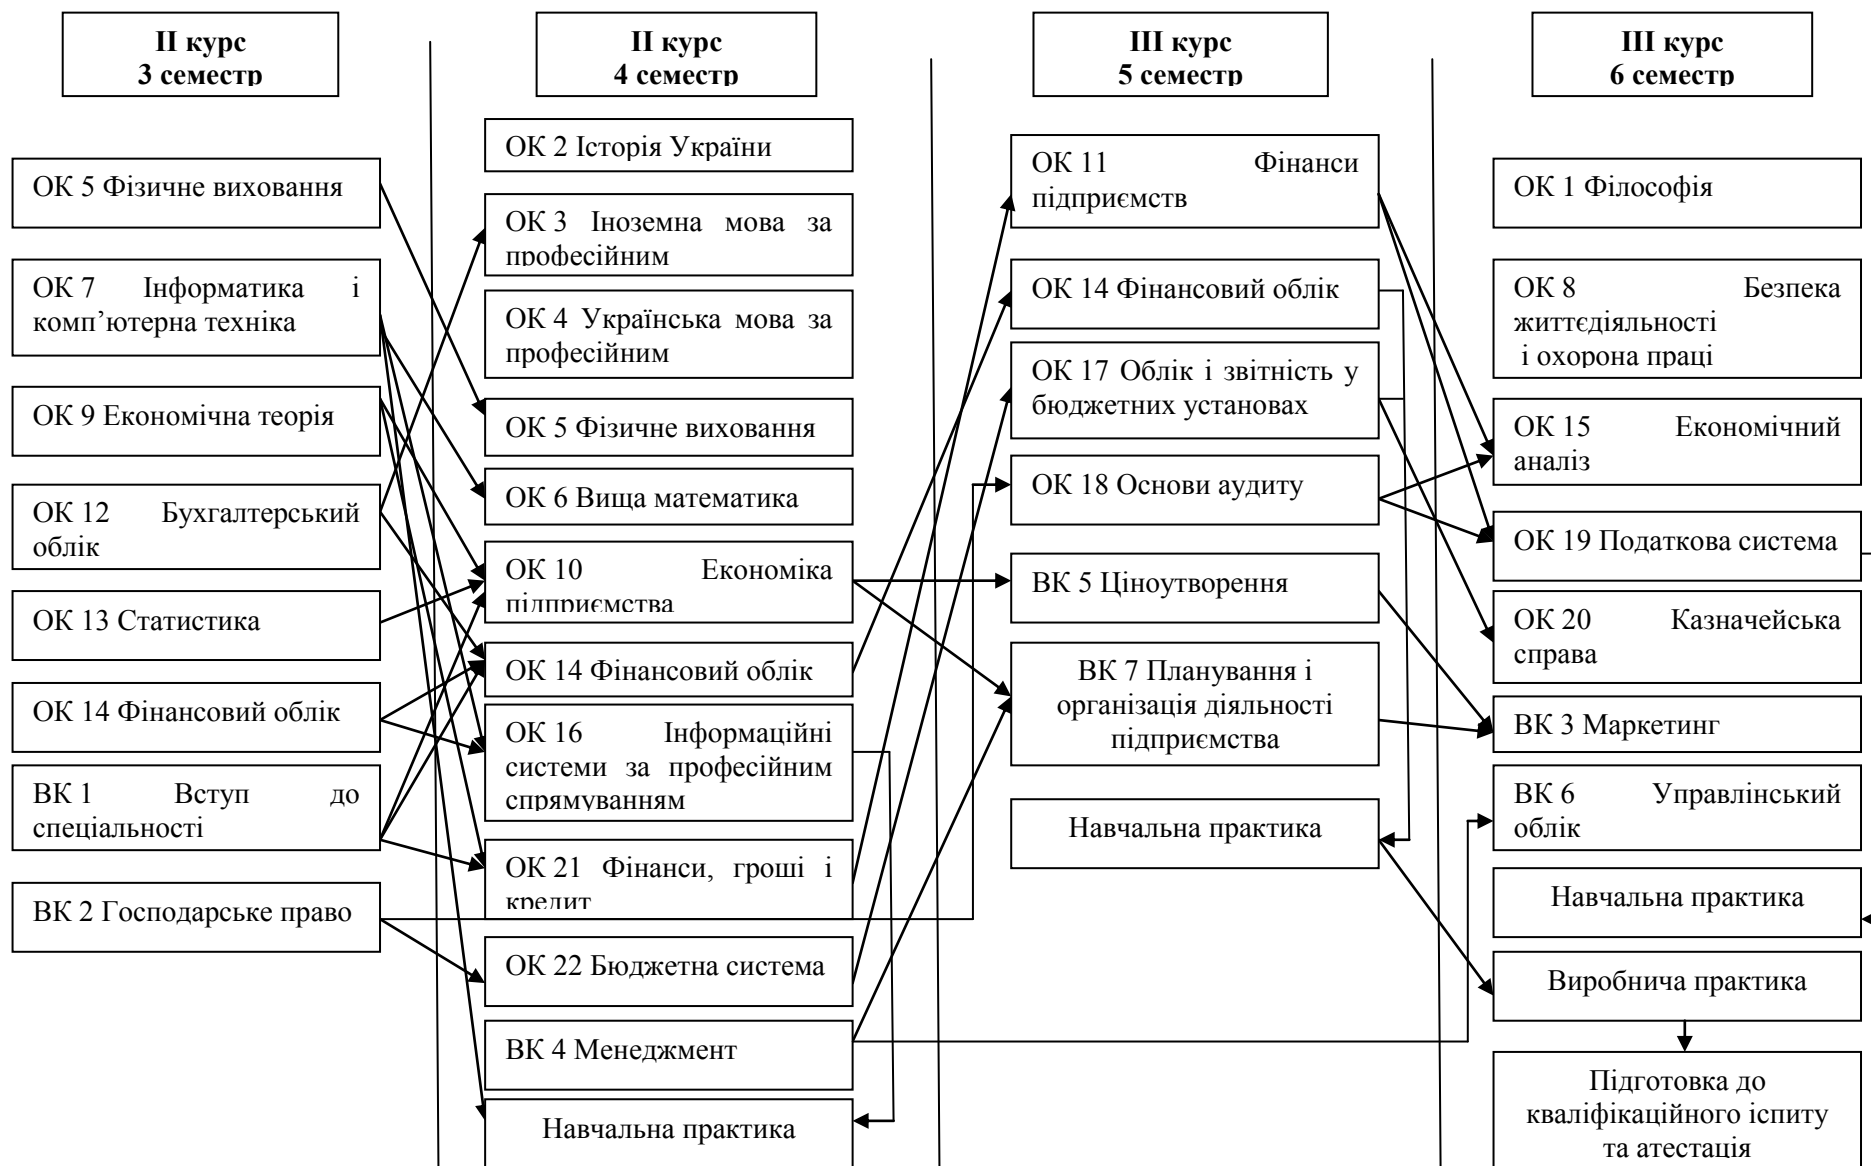 ІІ курс
3 семестр
ІІ курс
4 семестр
ІІІ курс
5 семестр
ІІІ курс
6 семестр
ОК 5 Фізичне виховання
ОК 7 Інформатика і
комп’ютерна техніка
ОК 9 Економічна теорія
ОК 12 Бухгалтерський
облік
ОК 13 Статистика
ОК 14 Фінансовий облік
ВК 1 Вступ до
спеціальності
ВК 2 Господарське право
ОК 2 Історія України
ОК 3 Іноземна мова за
професійним
ОК 4 Українська мова за
професійним
ОК 5 Фізичне виховання
ОК 6 Вища математика
ОК 10 Економіка
підприємства
ОК 14 Фінансовий облік
ОК 16 Інформаційні
системи за професійним
спрямуванням
ОК 21 Фінанси, гроші і
кредит
ОК 22 Бюджетна система
ВК 4 Менеджмент
Навчальна практика
ОК 11 Фінанси
підприємств
ОК 14 Фінансовий облік
ОК 17 Облік і звітність у
бюджетних установах
ОК 18 Основи аудиту
ВК 5 Ціноутворення
ВК 7 Планування і
організація діяльності
підприємства
Навчальна практика
ОК 1 Філософія
ОК 8 Безпека
життєдіяльності
і охорона праці
ОК 15 Економічний
аналіз
ОК 19 Податкова система
ОК 20 Казначейська
справа
ВК 3 Маркетинг
ВК 6 Управлінський
облік
Навчальна практика
Виробнича практика
Підготовка до
кваліфікаційного іспиту
та атестація